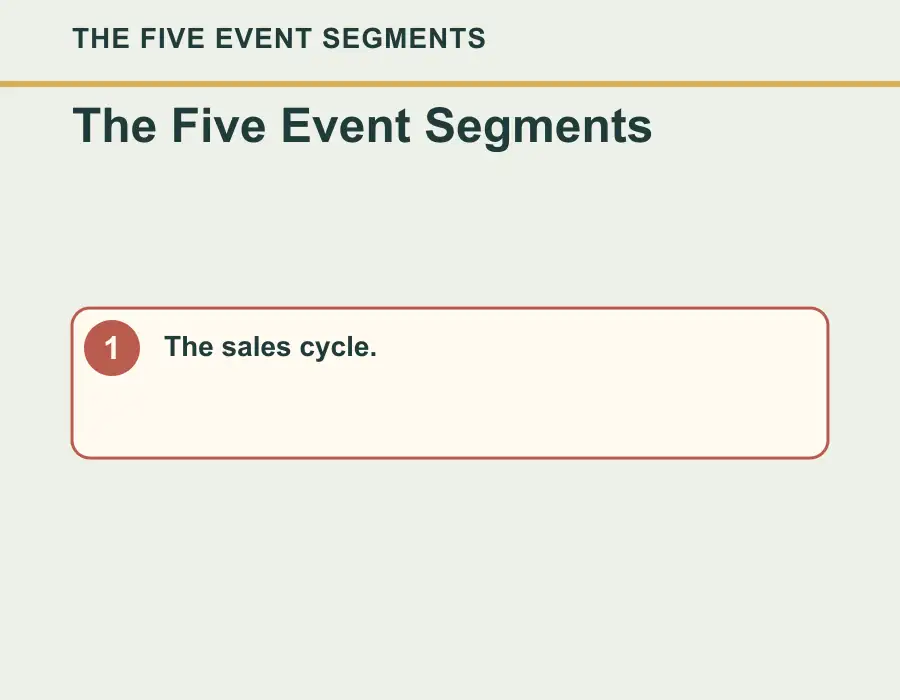 THE FIVE EVENT SEGMENTS
The Five Event Segments
1 The sales cycle.